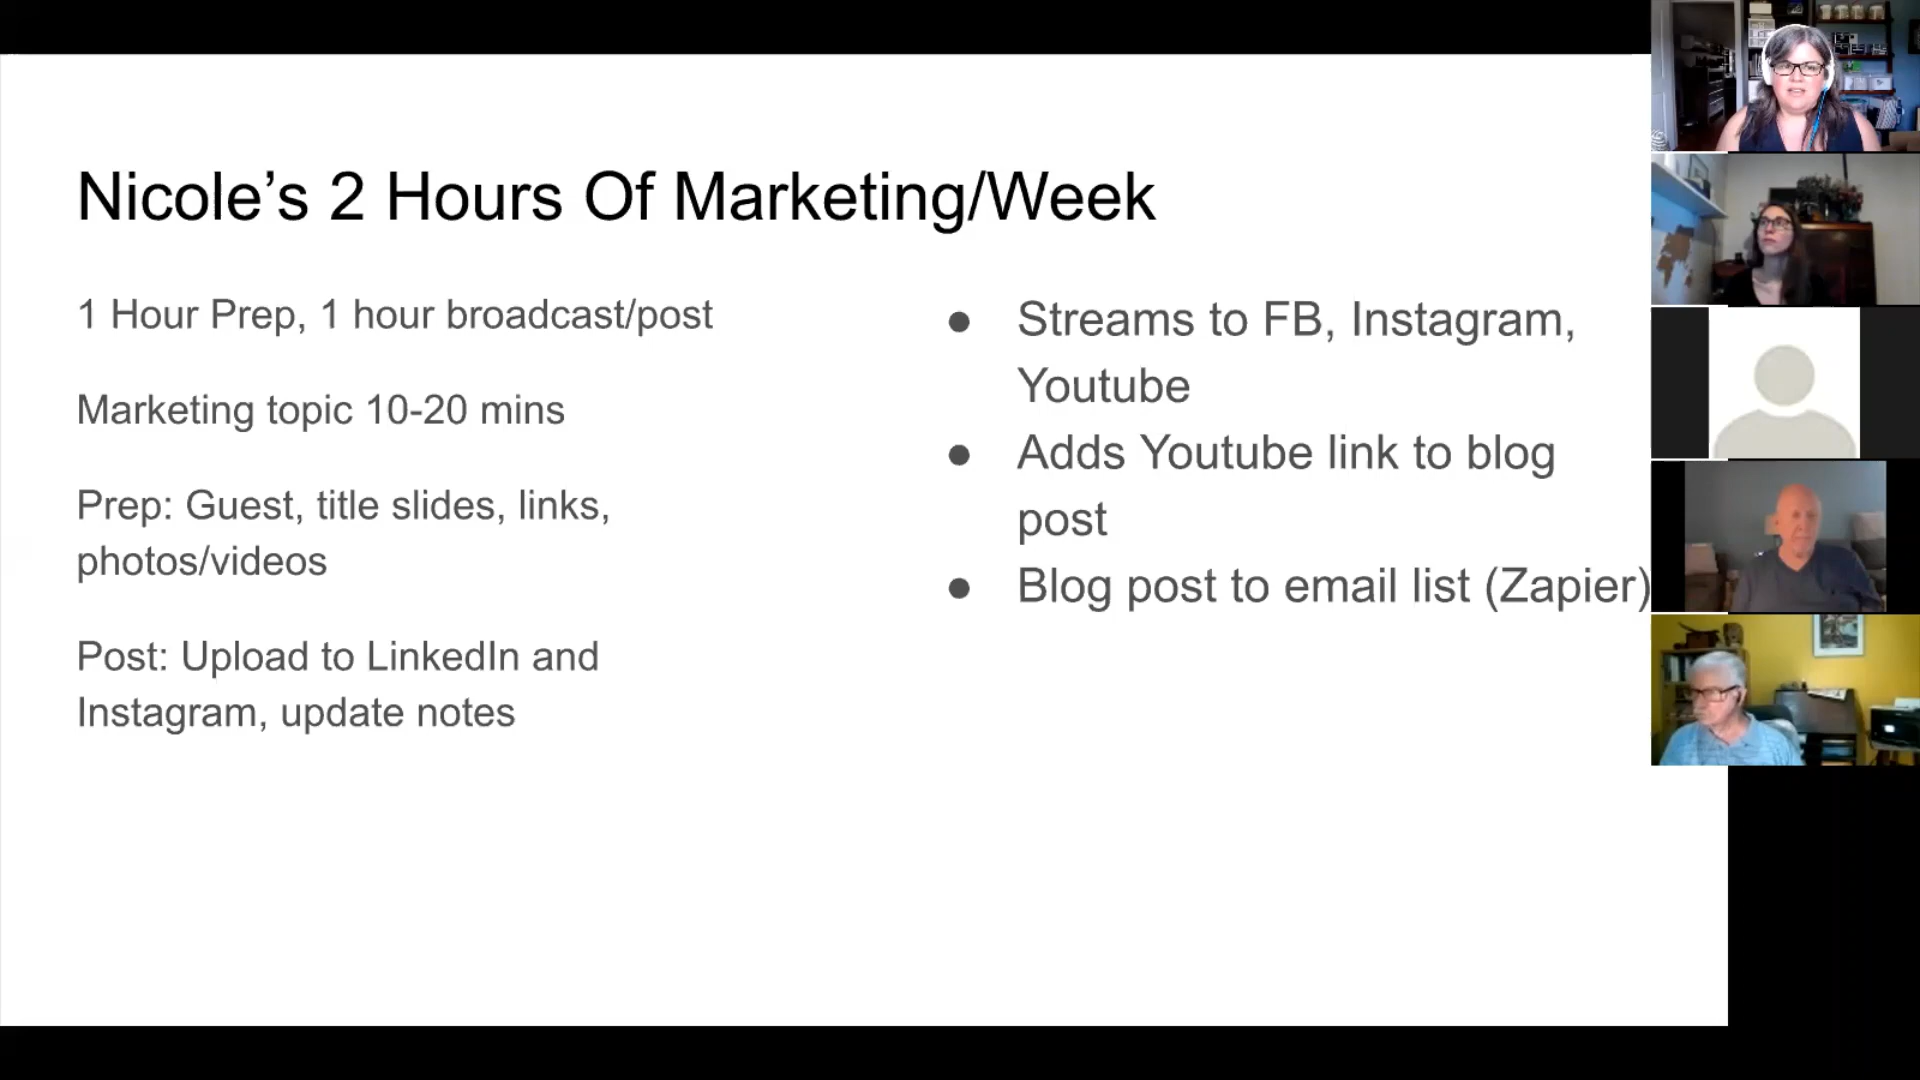 Nicole’s 2 Hours Of Marketing/Week
1 Hour Prep, 1 hour broadcast/post
Marketing topic 10-20 mins
Prep: Guest, title slides, links,
photos/videos
Post: Upload to LinkedIn and
Instagram, update notes
● Streams to FB, Instagram,
Youtube
● Adds Youtube link to blog
post
● Blog post to email list (Zapier)